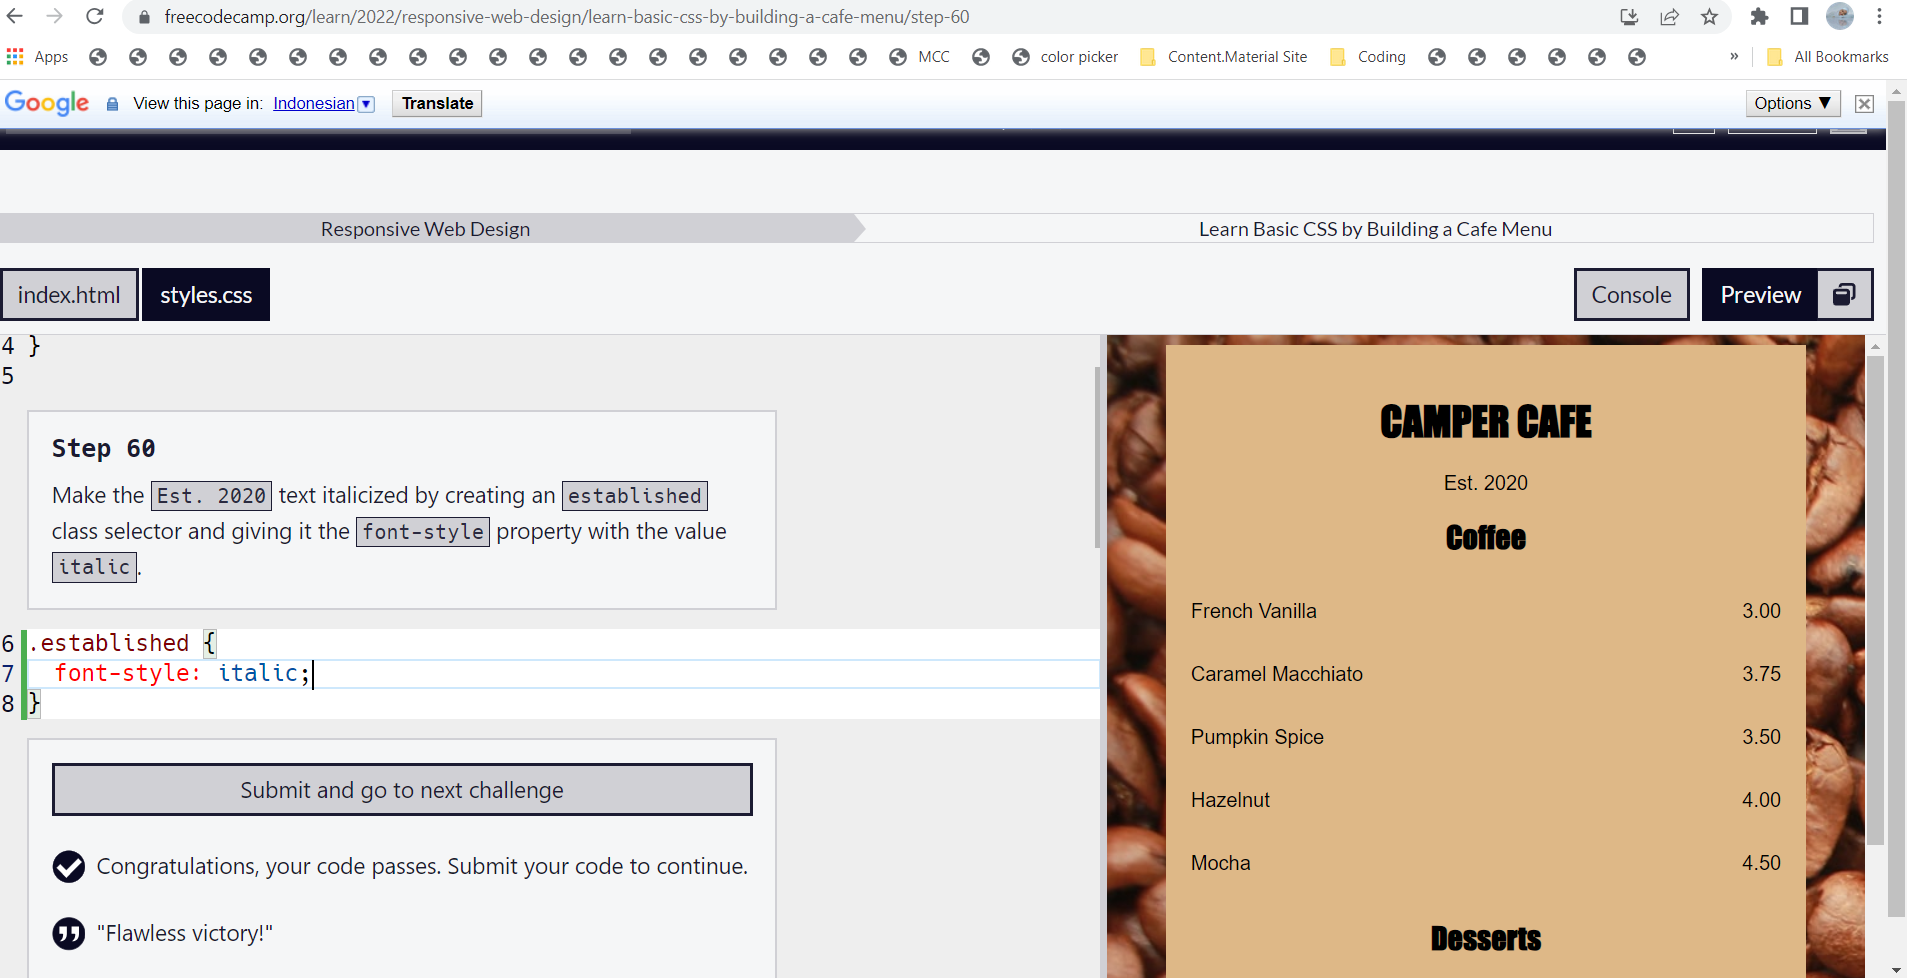 freecodecamp.org/learn/2022/responsive-web-design/learn-basic-css-by-building-a-cafe-menu/step-60
Apps MCC color picker Content.Material Site Coding » All Bookmarks
Google View this page in: Indonesian Translate Options ▼
Responsive Web Design Learn Basic CSS by Building a Cafe Menu
index.html styles.css Console Preview
4 }
5
Step 60
Make the Est. 2020 text italicized by creating an established
class selector and giving it the font-style property with the value
italic.
6 .established {
7 font-style: italic;
8 }
Submit and go to next challenge
Congratulations, your code passes. Submit your code to continue.
"Flawless victory!"
CAMPER CAFE
Est. 2020
Coffee
French Vanilla 3.00
Caramel Macchiato 3.75
Pumpkin Spice 3.50
Hazelnut 4.00
Mocha 4.50
Desserts